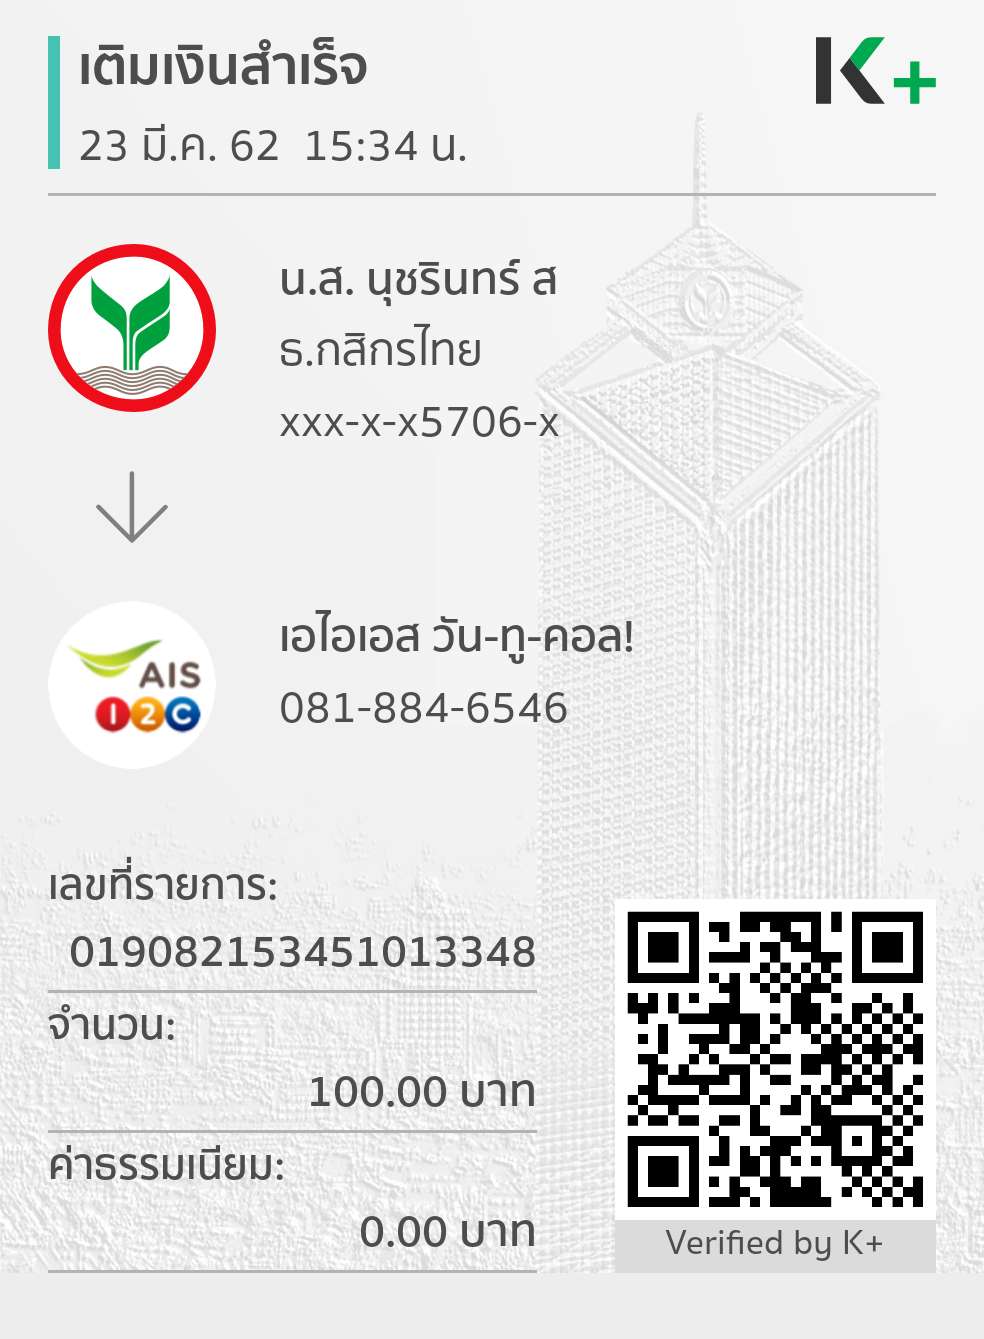 เติมเงินสำเร็จ
23 มี.ค. 62 15:34 น.
K+
น.ส. นุชรินทร์ ส
ธ.กสิกรไทย
xxx-x-x5706-x
เอไอเอส วัน-ทู-คอล!
081-884-6546
AIS
12C
เลขที่รายการ:
019082153451013348
จำนวน:
100.00 บาท
ค่าธรรมเนียม:
0.00 บาท
Verified by K+